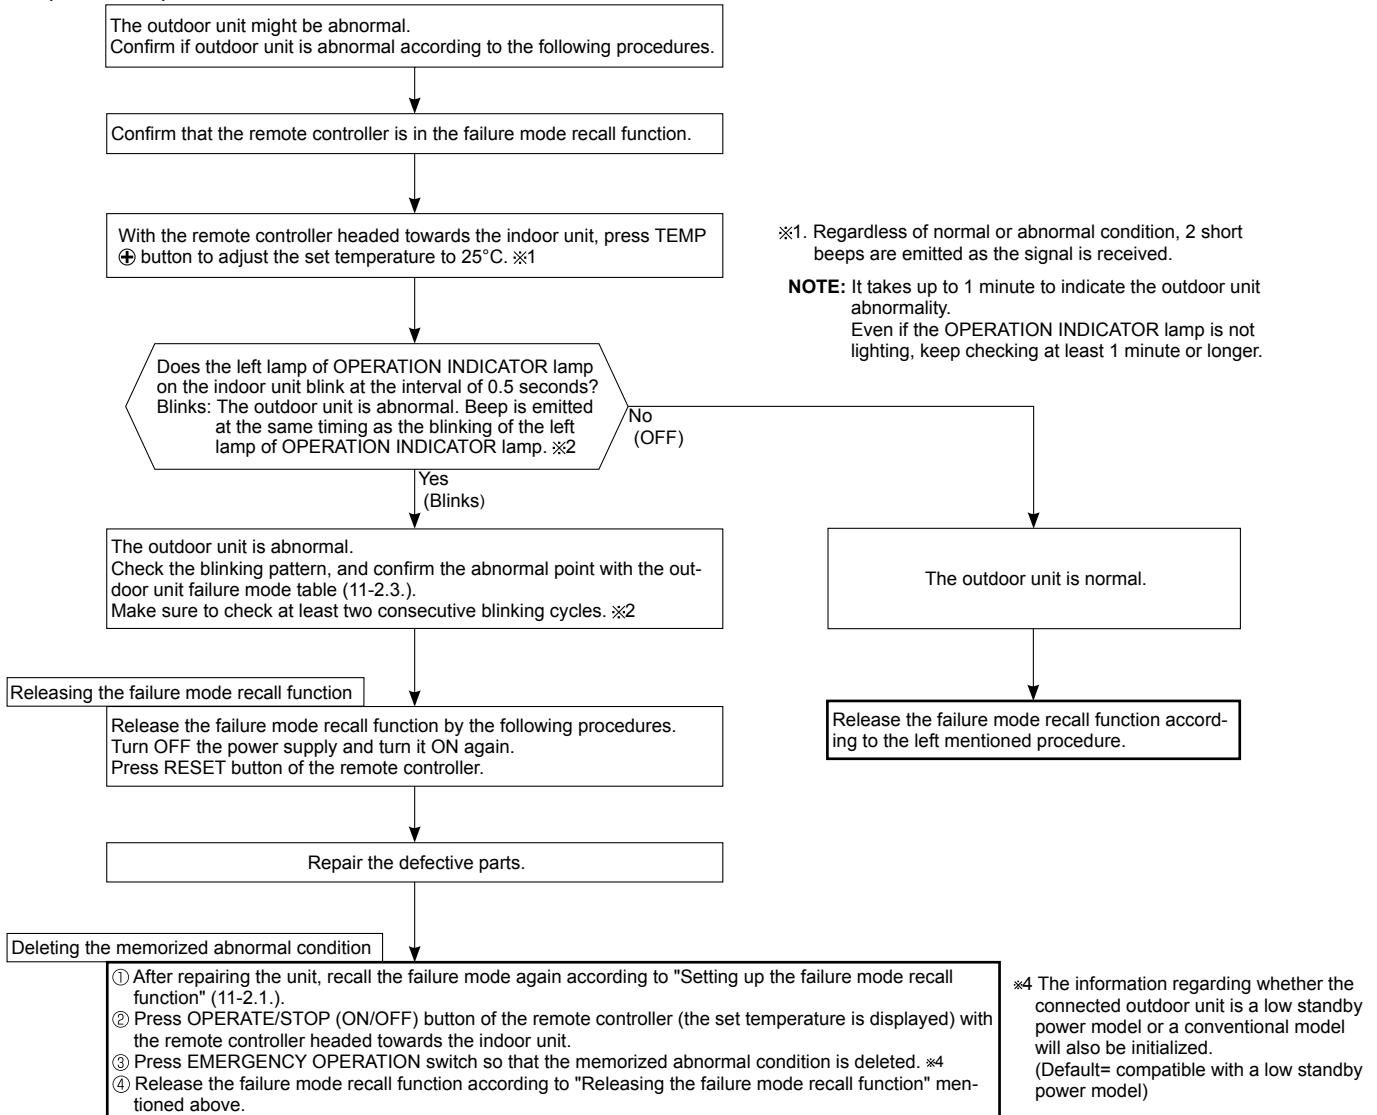 The outdoor unit might be abnormal.
Confirm if outdoor unit is abnormal according to the following procedures.
Confirm that the remote controller is in the failure mode recall function.
With the remote controller headed towards the indoor unit, press TEMP
⊕ button to adjust the set temperature to 25°C. ※1
※1. Regardless of normal or abnormal condition, 2 short
beeps are emitted as the signal is received.
NOTE: It takes up to 1 minute to indicate the outdoor unit
abnormality.
Even if the OPERATION INDICATOR lamp is not
lighting, keep checking at least 1 minute or longer.
Does the left lamp of OPERATION INDICATOR lamp
on the indoor unit blink at the interval of 0.5 seconds?
Blinks: The outdoor unit is abnormal. Beep is emitted
at the same timing as the blinking of the left
lamp of OPERATION INDICATOR lamp. ※2
No
(OFF)
Yes
(Blinks)
The outdoor unit is abnormal.
Check the blinking pattern, and confirm the abnormal point with the out-
door unit failure mode table (11-2.3.).
Make sure to check at least two consecutive blinking cycles. ※2
The outdoor unit is normal.
Releasing the failure mode recall function
Release the failure mode recall function by the following procedures.
Turn OFF the power supply and turn it ON again.
Press RESET button of the remote controller.
Release the failure mode recall function accord-
ing to the left mentioned procedure.
Repair the defective parts.
Deleting the memorized abnormal condition
① After repairing the unit, recall the failure mode again according to "Setting up the failure mode recall
function" (11-2.1.).
② Press OPERATE/STOP (ON/OFF) button of the remote controller (the set temperature is displayed) with
the remote controller headed towards the indoor unit.
③ Press EMERGENCY OPERATION switch so that the memorized abnormal condition is deleted. ※4
④ Release the failure mode recall function according to "Releasing the failure mode recall function" men-
tioned above.
※4 The information regarding whether the
connected outdoor unit is a low standby
power model or a conventional model
will also be initialized.
(Default= compatible with a low standby
power model)